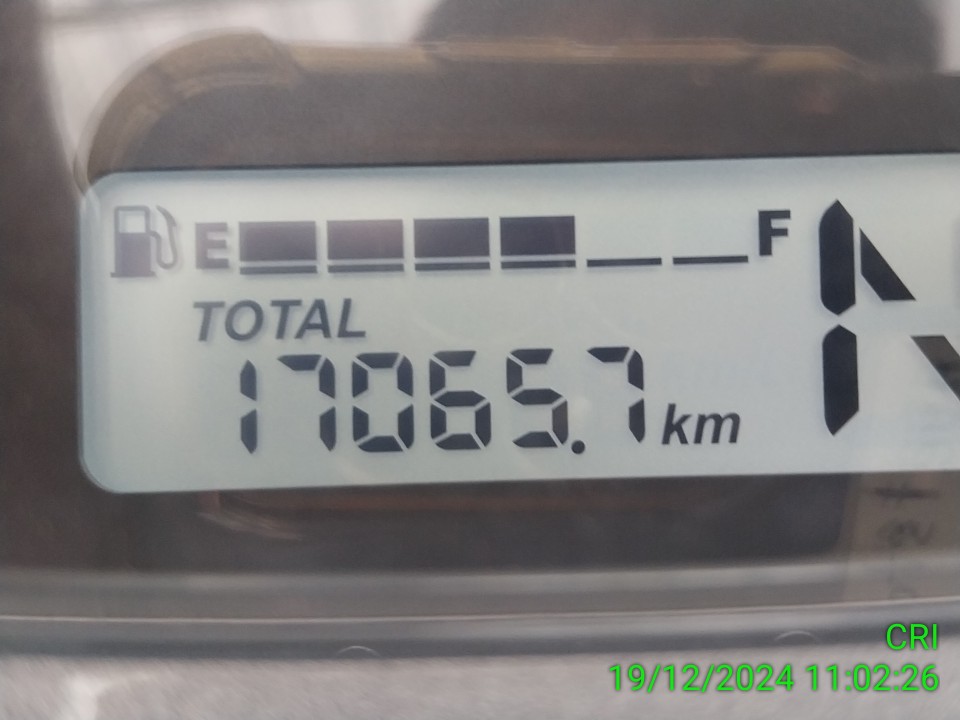 E F
TOTAL
17065.7 km
N
CRI
19/12/2024 11:02:26